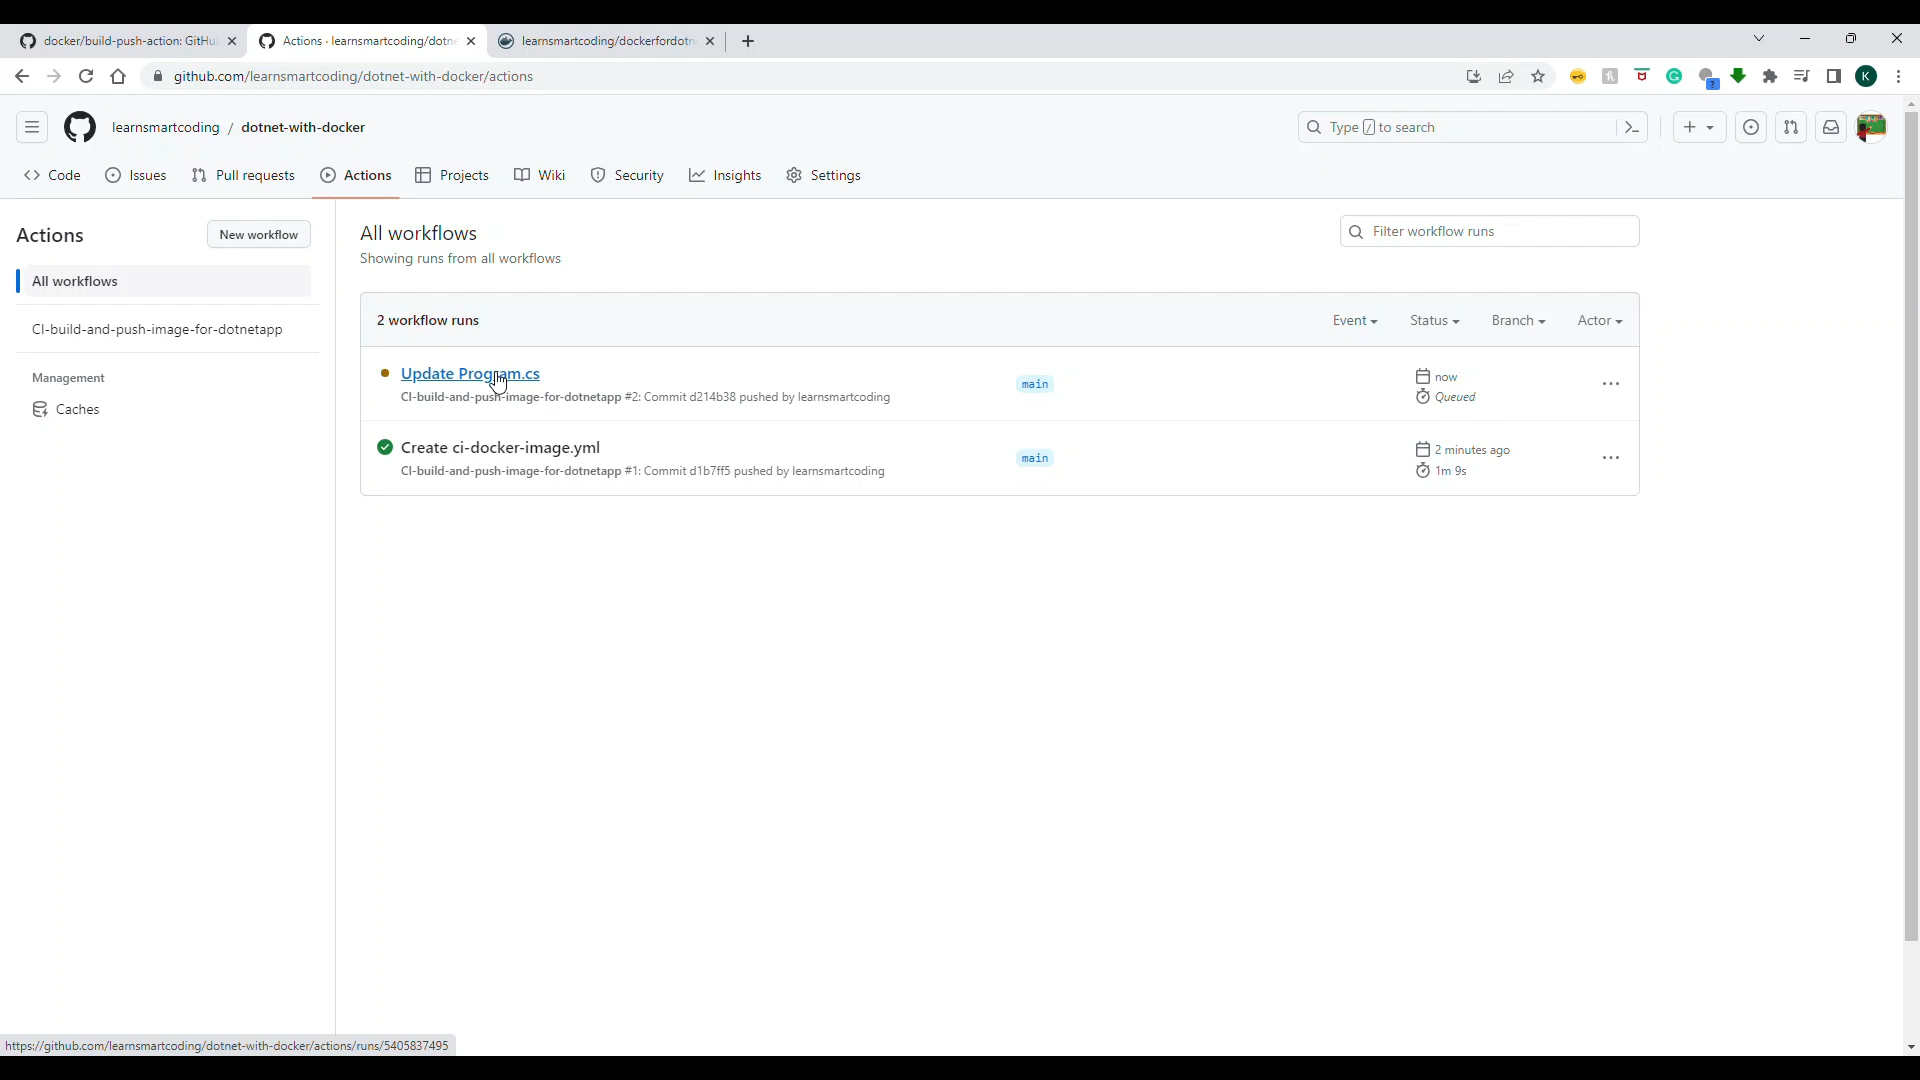 docker/build-push-action: GitHu
Actions · learnsmartcoding/dotne
learnsmartcoding/dockerfordotn
github.com/learnsmartcoding/dotnet-with-docker/actions
K
learnsmartcoding / dotnet-with-docker
Type / to search
Code Issues Pull requests Actions Projects Wiki Security Insights Settings
Actions
New workflow
All workflows
CI-build-and-push-image-for-dotnetapp
Management
Caches
All workflows
Showing runs from all workflows
Filter workflow runs
2 workflow runs
Event Status Branch Actor
Update Program.cs
CI-build-and-push-image-for-dotnetapp #2: Commit d214b38 pushed by learnsmartcoding
main
now
Queued
Create ci-docker-image.yml
CI-build-and-push-image-for-dotnetapp #1: Commit d1b7ff5 pushed by learnsmartcoding
main
2 minutes ago
1m 9s
https://github.com/learnsmartcoding/dotnet-with-docker/actions/runs/5405837495